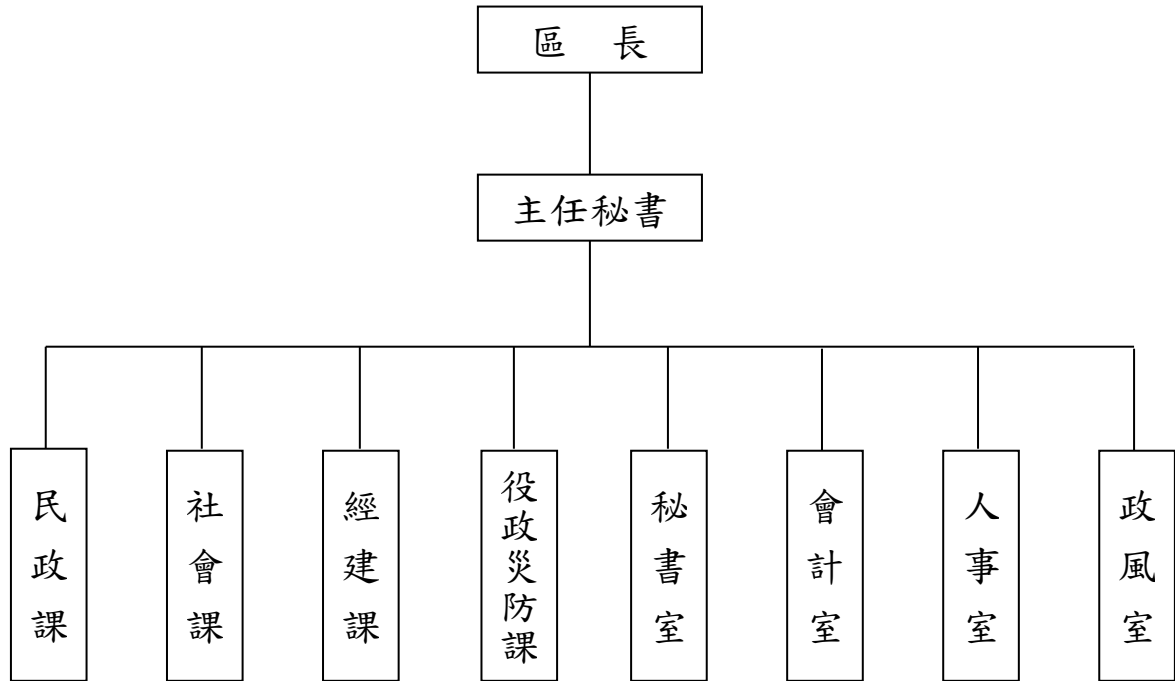 區 長
主任秘書
民政課
社會課
經建課
役政災防課
秘書室
會計室
人事室
政風室